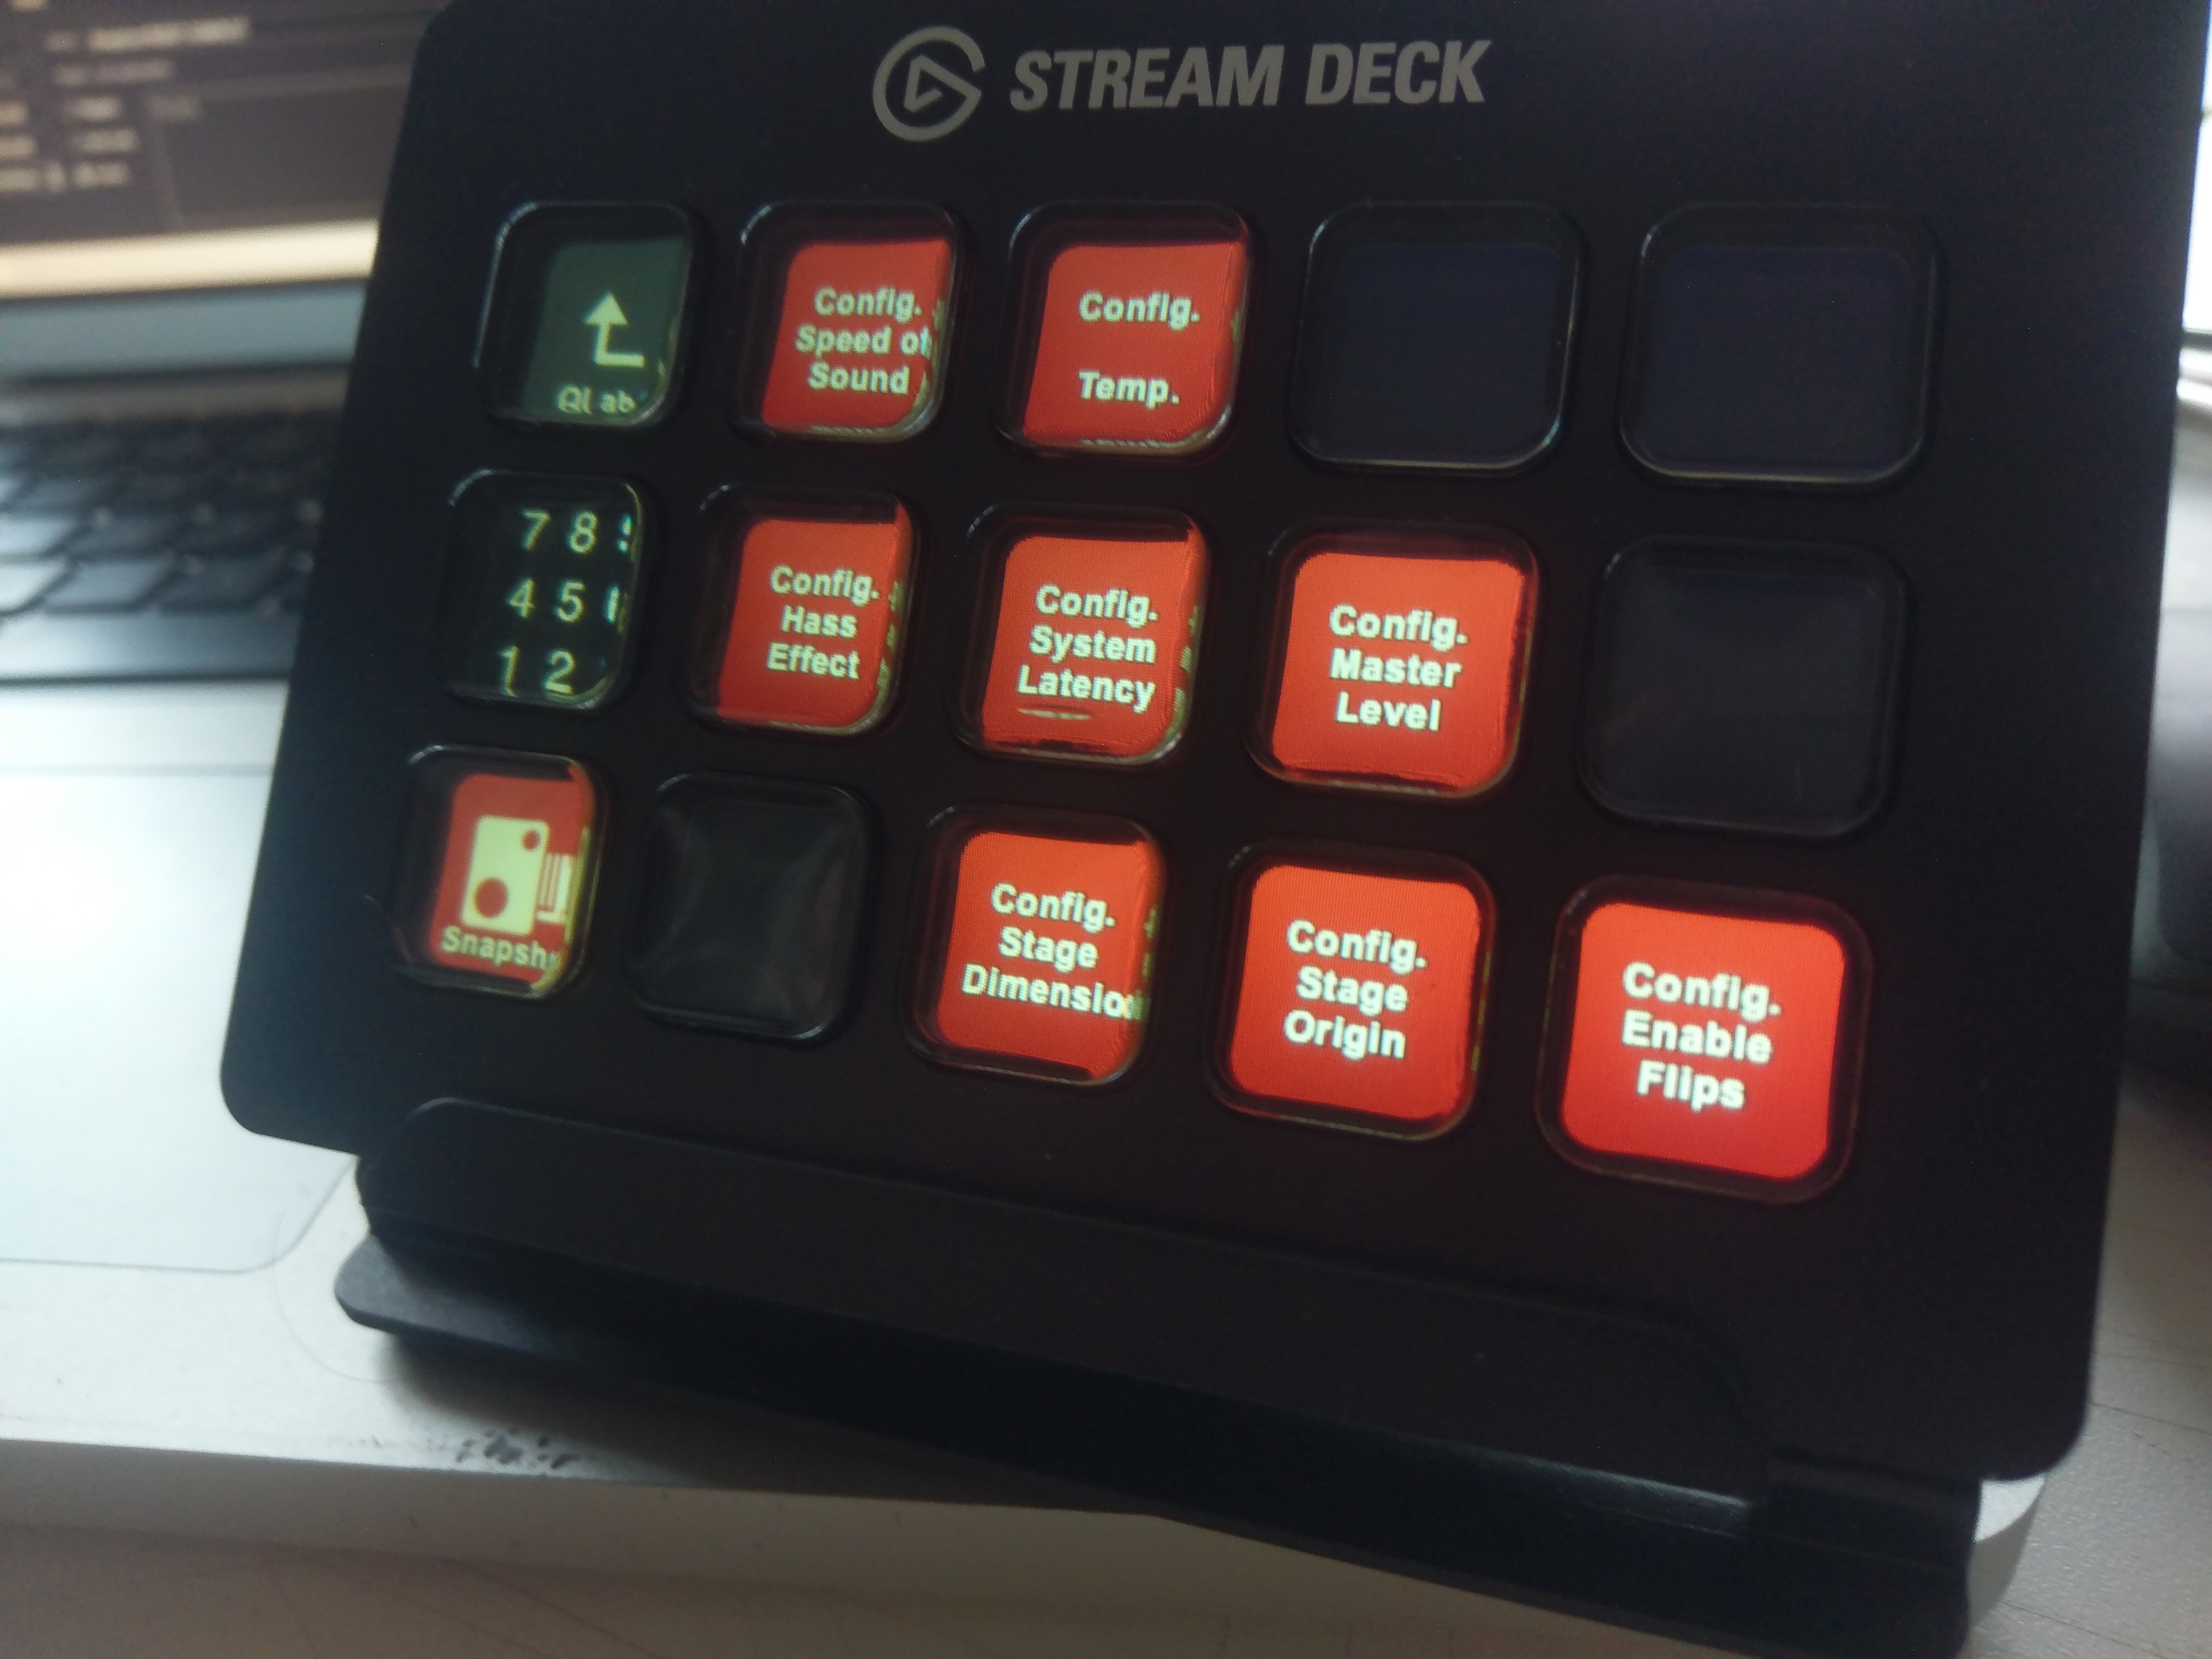 STREAM DECK
QLab
Config.
Speed of
Sound
Config.
Temp.
7 8
4 5
1 2
Config.
Hass
Effect
Config.
System
Latency
Config.
Master
Level
Snapsh
Config.
Stage
Dimensio
Config.
Stage
Origin
Config.
Enable
Flips